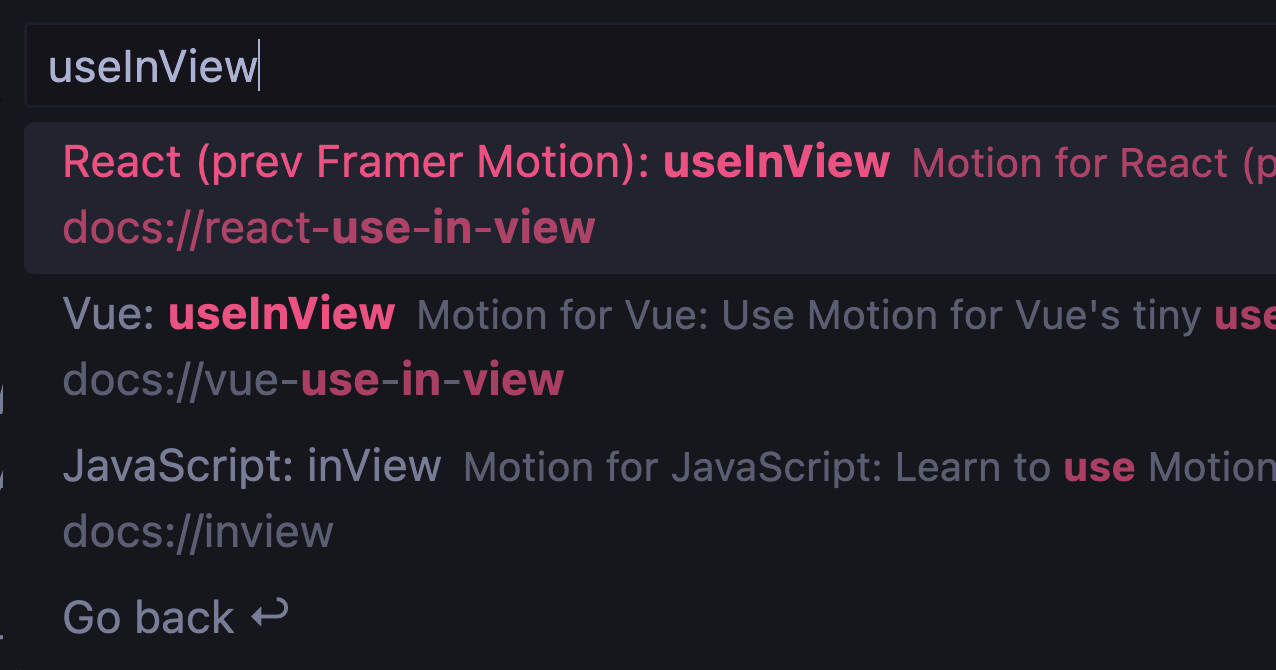 useInView
React (prev Framer Motion): useInView Motion for React (p
docs://react-use-in-view
Vue: useInView Motion for Vue: Use Motion for Vue's tiny use
docs://vue-use-in-view
JavaScript: inView Motion for JavaScript: Learn to use Motion
docs://inview
Go back ↩